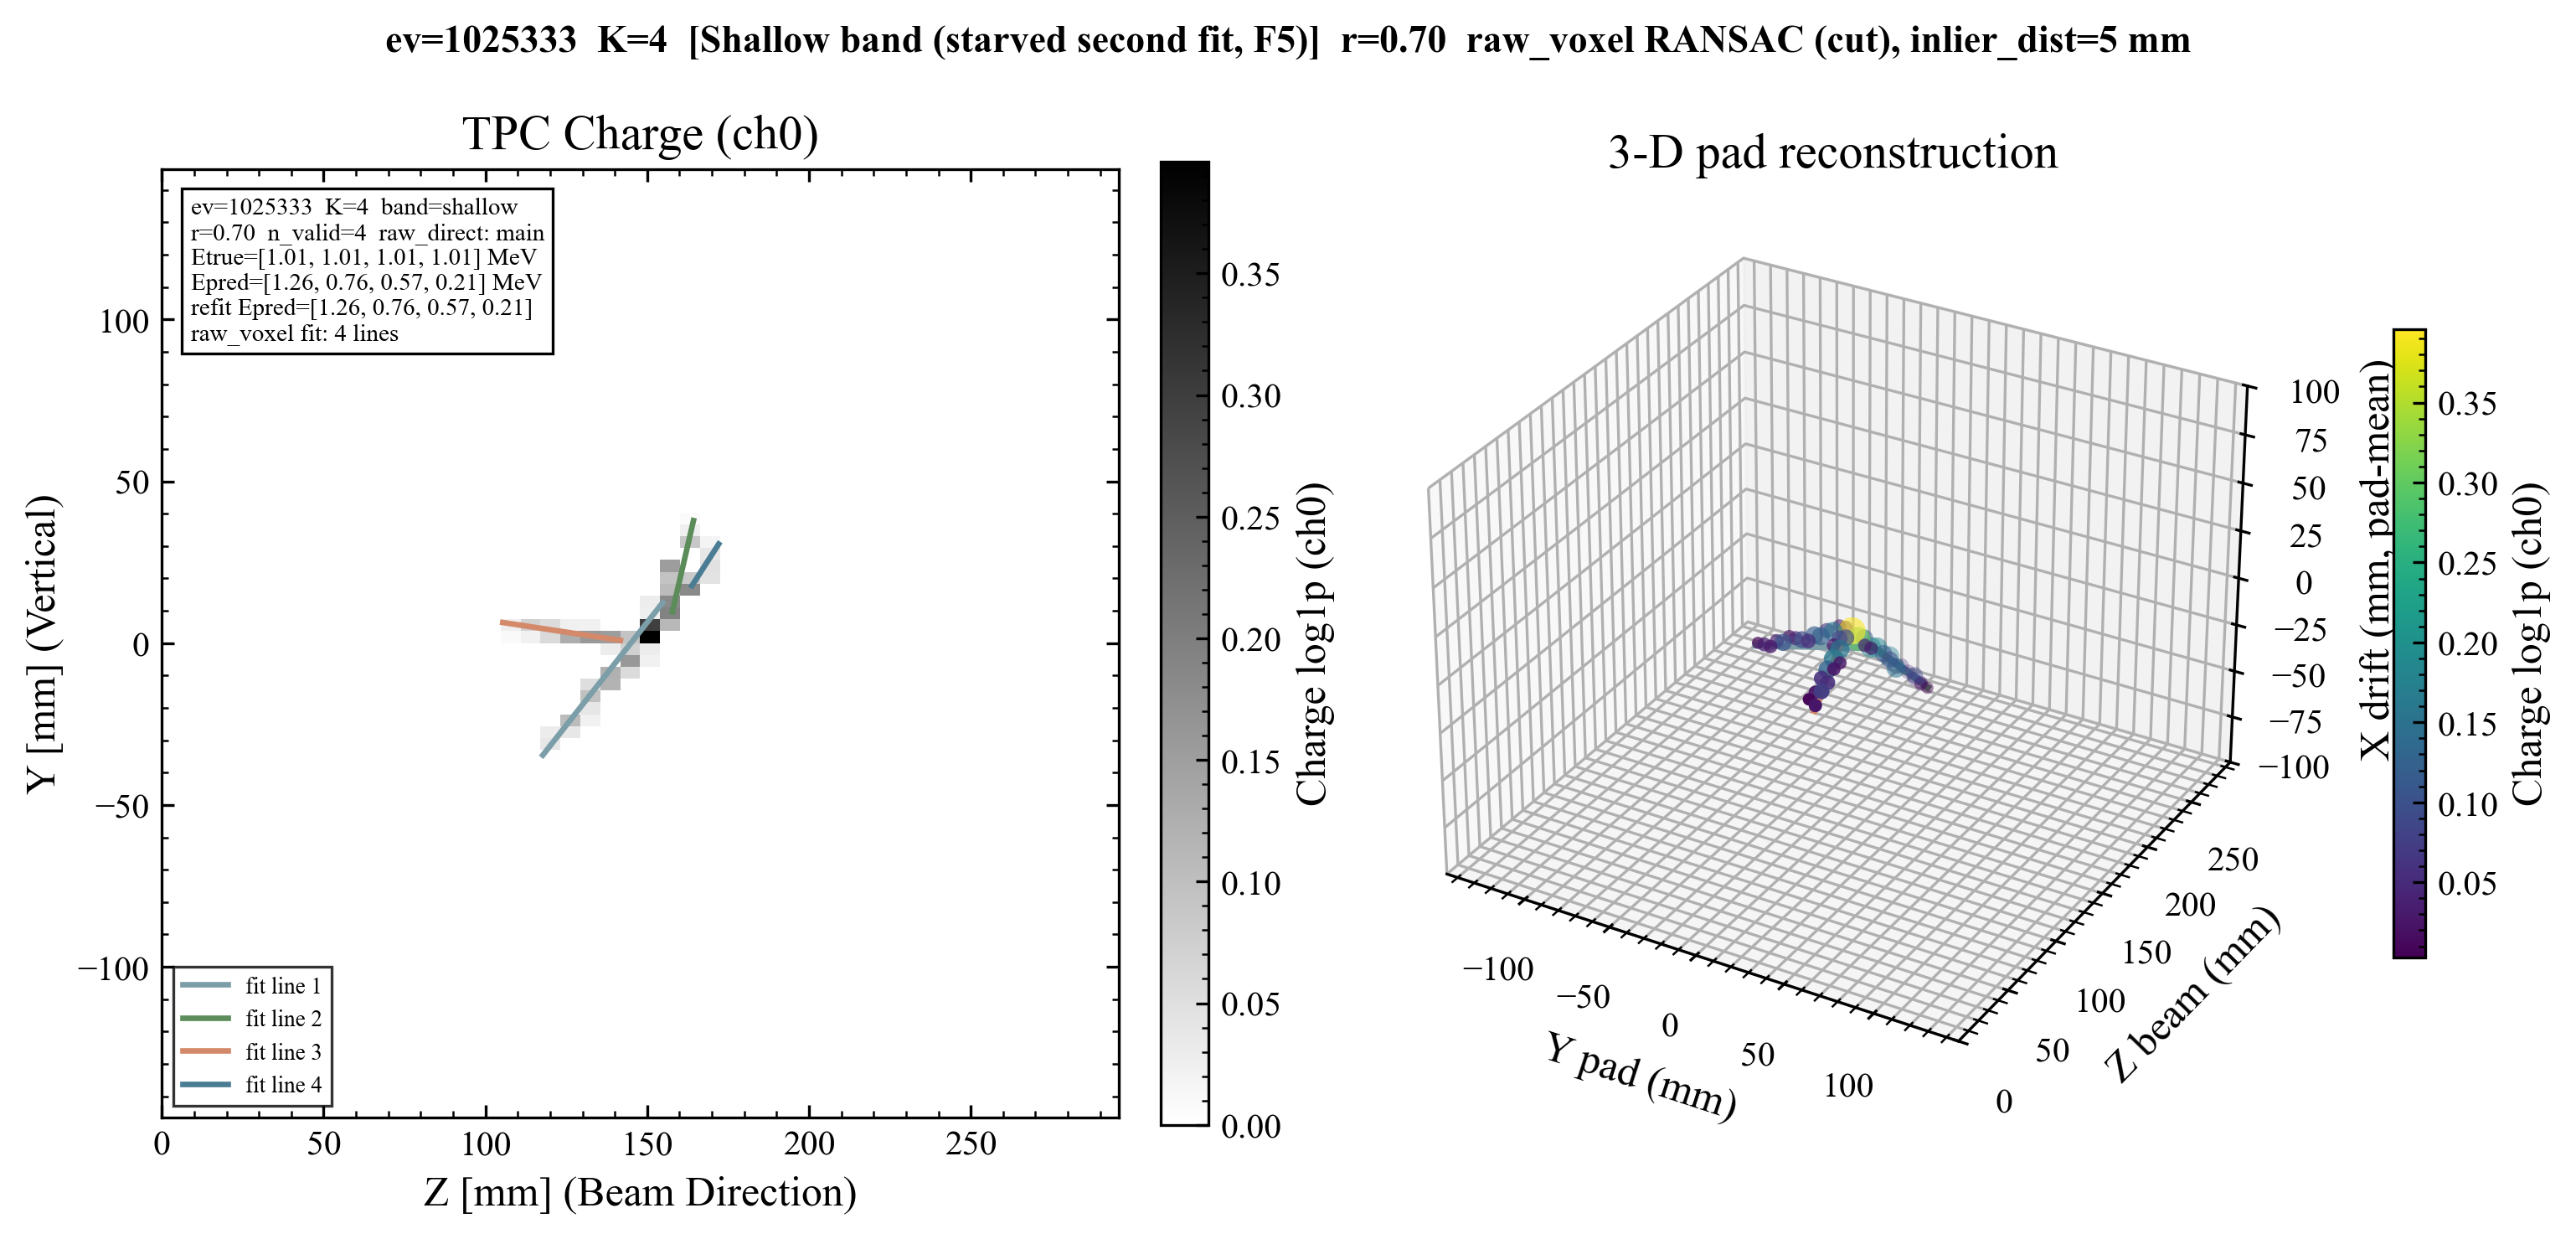 ev=1025333 K=4 [Shallow band (starved second fit, F5)] r=0.70 raw_voxel RANSAC (cut), inlier_dist=5 mm
TPC Charge (ch0)
ev=1025333 K=4 band=shallow
r=0.70 n_valid=4 raw_direct: main
Etrue=[1.01, 1.01, 1.01, 1.01] MeV
Epred=[1.26, 0.76, 0.57, 0.21] MeV
refit Epred=[1.26, 0.76, 0.57, 0.21]
raw_voxel fit: 4 lines
100
50
0
−50
−100
Y [mm] (Vertical)
fit line 1
fit line 2
fit line 3
fit line 4
0 50 100 150 200 250
Z [mm] (Beam Direction)
0.35
0.30
0.25
0.20
0.15
0.10
0.05
0.00
Charge log1p (ch0)
3-D pad reconstruction
−100 −50 0 50 100
Y pad (mm)
0 50 100 150 200 250
Z beam (mm)
100
75
50
25
0
−25
−50
−75
−100
X drift (mm, pad-mean)
0.35
0.30
0.25
0.20
0.15
0.10
0.05
Charge log1p (ch0)